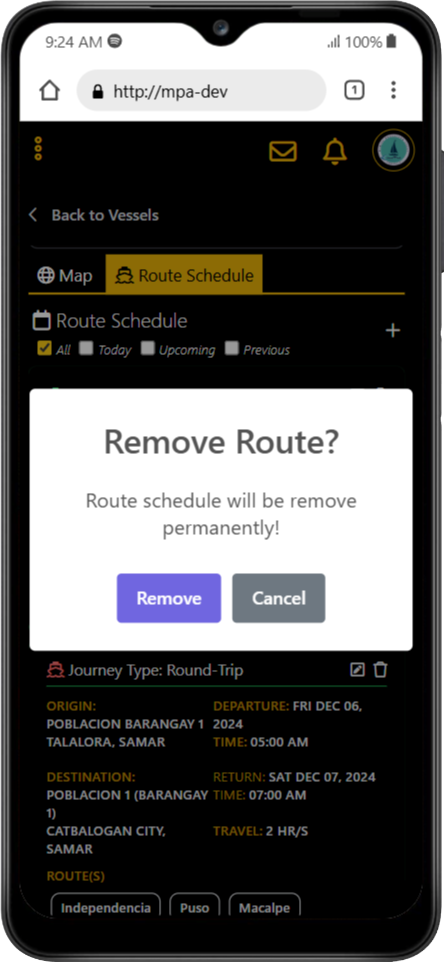 9:24 AM
100%
http://mpa-dev
1
Back to Vessels
Map
Route Schedule
Route Schedule
All Today Upcoming Previous
Remove Route?
Route schedule will be remove
permanently!
Remove
Cancel
Journey Type: Round-Trip
ORIGIN:
POBLACION BARANGAY 1
TALALORA, SAMAR
DEPARTURE: FRI DEC 06,
2024
TIME: 05:00 AM
DESTINATION:
POBLACION 1 (BARANGAY
1)
CATBALOGAN CITY,
SAMAR
RETURN: SAT DEC 07, 2024
TIME: 07:00 AM
TRAVEL: 2 HR/S
ROUTE(S)
Independencia
Puso
Macalpe